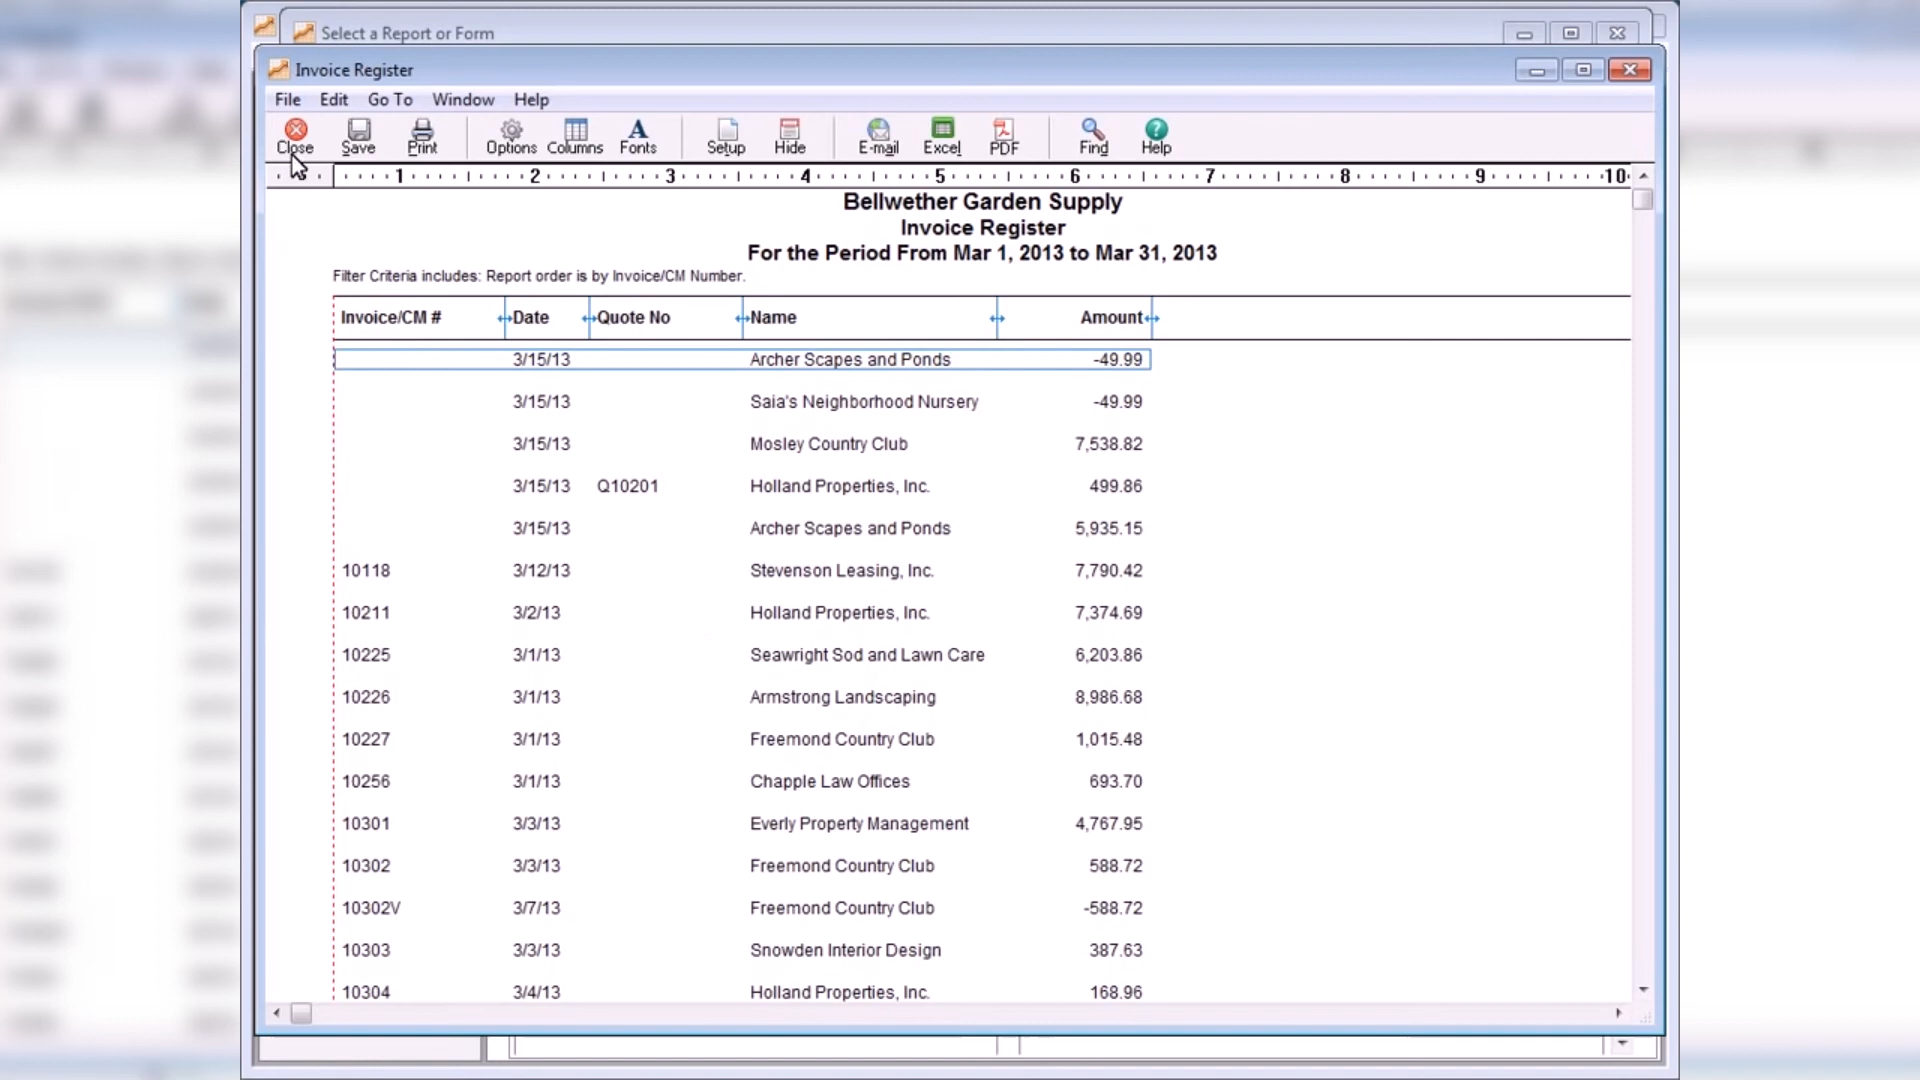 Select a Report or Form
Invoice Register
File Edit Go To Window Help
Close Save Print Options Columns Fonts Setup Hide E-mail Excel PDF Find Help
1 2 3 4 5 6 7 8 9 10
Bellwether Garden Supply
Invoice Register
For the Period From Mar 1, 2013 to Mar 31, 2013
Filter Criteria includes: Report order is by Invoice/CM Number.
Invoice/CM # Date Quote No Name Amount
3/15/13 Archer Scapes and Ponds -49.99
3/15/13 Saia's Neighborhood Nursery -49.99
3/15/13 Mosley Country Club 7,538.82
3/15/13 Q10201 Holland Properties, Inc. 499.86
3/15/13 Archer Scapes and Ponds 5,935.15
10118 3/12/13 Stevenson Leasing, Inc. 7,790.42
10211 3/2/13 Holland Properties, Inc. 7,374.69
10225 3/1/13 Seawright Sod and Lawn Care 6,203.86
10226 3/1/13 Armstrong Landscaping 8,986.68
10227 3/1/13 Freemond Country Club 1,015.48
10256 3/1/13 Chapple Law Offices 693.70
10301 3/3/13 Everly Property Management 4,767.95
10302 3/3/13 Freemond Country Club 588.72
10302V 3/7/13 Freemond Country Club -588.72
10303 3/3/13 Snowden Interior Design 387.63
10304 3/4/13 Holland Properties, Inc. 168.96